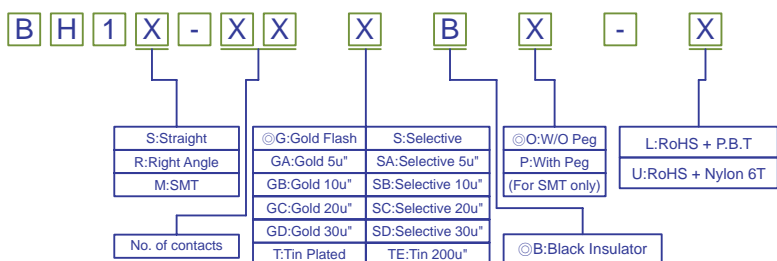 B H 1 X - X X X B X - X
S:Straight
R:Right Angle
M:SMT
No. of contacts
◎G:Gold Flash S:Selective
GA:Gold 5u" SA:Selective 5u"
GB:Gold 10u" SB:Selective 10u"
GC:Gold 20u" SC:Selective 20u"
GD:Gold 30u" SD:Selective 30u"
T:Tin Plated TE:Tin 200u"
◎O:W/O Peg
P:With Peg
(For SMT only)
◎B:Black Insulator
L:RoHS + P.B.T
U:RoHS + Nylon 6T